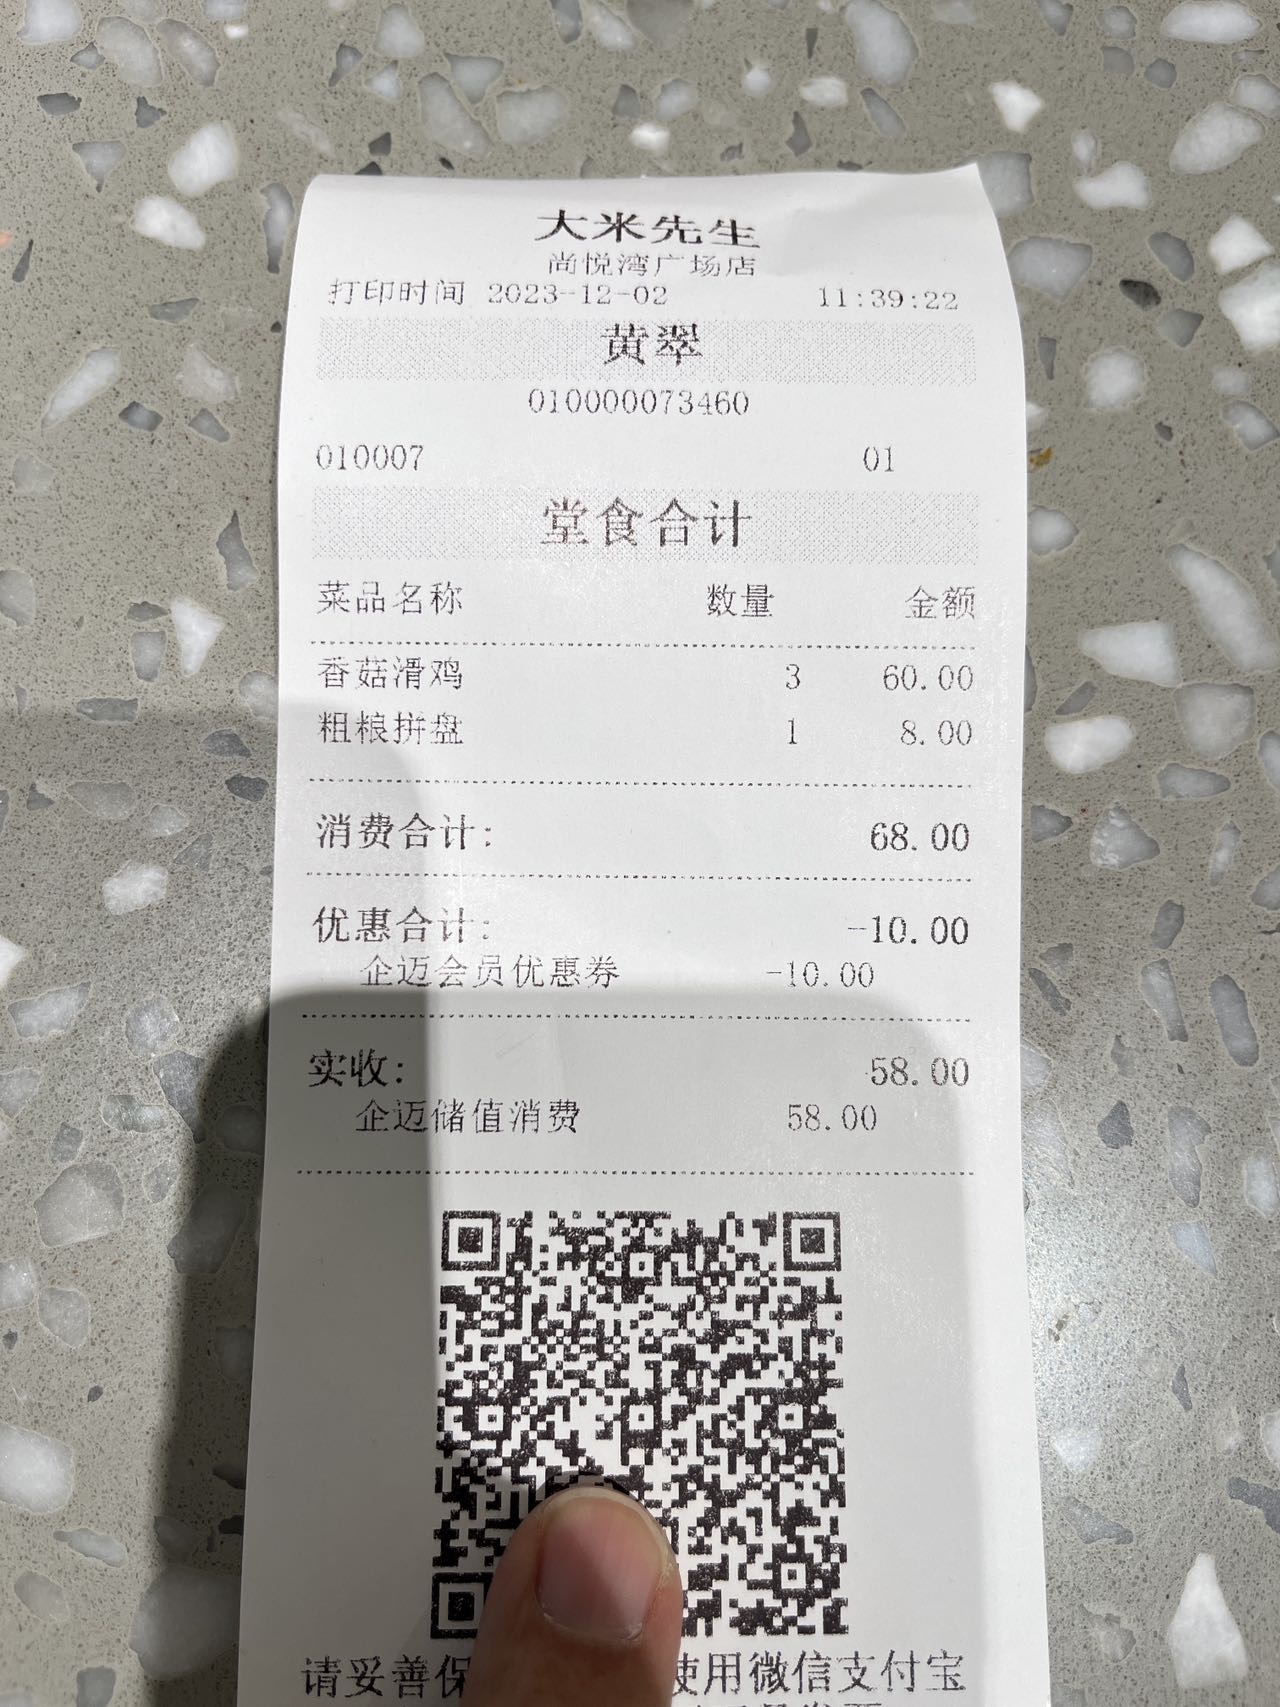 大米先生
尚悦湾广场店
打印时间 2023-12-02 11:39:22
黄翠
010000073460
010007 01
堂食合计
菜品名称 数量 金额
香菇滑鸡 3 60.00
粗粮拼盘 1 8.00
消费合计: 68.00
优惠合计: -10.00
企迈会员优惠券 -10.00
实收: 58.00
企迈储值消费 58.00
请妥善保 使用微信支付宝